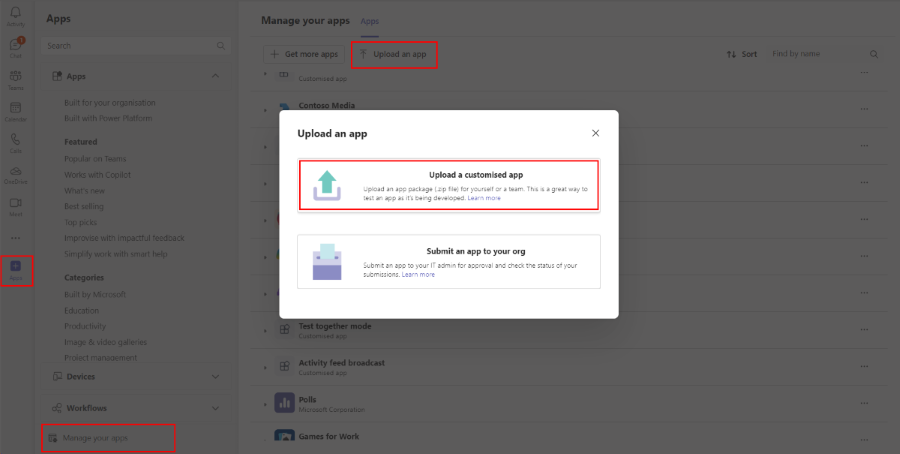 Activity
Chat
Teams
Calendar
Calls
OneDrive
Meet
Apps
Apps
Search
Apps
Built for your organisation
Built with Power Platform
Featured
Popular on Teams
Works with Copilot
What's new
Best selling
Top picks
Improvise with impactful feedback
Simplify work with smart help
Categories
Built by Microsoft
Education
Productivity
Image & video galleries
Project management
Devices
Workflows
Manage your apps
Manage your apps Apps
Get more apps Upload an app Sort Find by name
Customised app
Contoso Media
Upload an app
Upload a customised app
Upload an app package (.zip file) for yourself or a team. This is a great way to
test an app as it's being developed. Learn more
Submit an app to your org
Submit an app to your IT admin for approval and check the status of your
submissions. Learn more
Test together mode
Customised app
Activity feed broadcast
Customised app
Polls
Microsoft Corporation
Games for Work